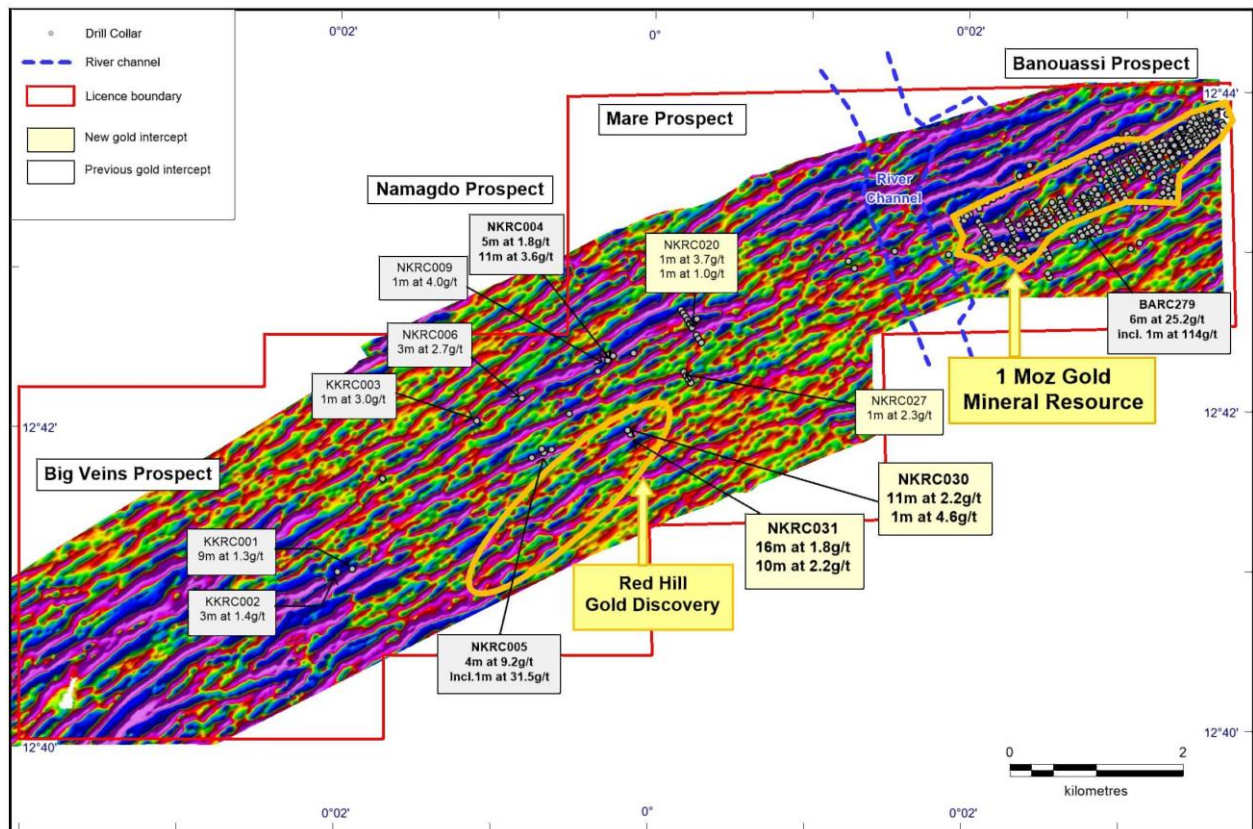 0°02'
0°
0°02'
Drill Collar
River channel
Licence boundary
New gold intercept
Previous gold intercept
Banouassi Prospect
12°44'
Mare Prospect
Namagdo Prospect
River
Channel
NKRC004
5m at 1.8g/t
11m at 3.6g/t
NKRC020
1m at 3.7g/t
1m at 1.0g/t
NKRC009
1m at 4.0g/t
BARC279
6m at 25.2g/t
incl. 1m at 114g/t
NKRC006
3m at 2.7g/t
KKRC003
1m at 3.0g/t
1 Moz Gold
Mineral Resource
NKRC027
1m at 2.3g/t
12°42'
12°42'
Big Veins Prospect
NKRC030
11m at 2.2g/t
1m at 4.6g/t
NKRC031
16m at 1.8g/t
10m at 2.2g/t
KKRC001
9m at 1.3g/t
Red Hill
Gold Discovery
KKRC002
3m at 1.4g/t
NKRC005
4m at 9.2g/t
Incl.1m at 31.5g/t
12°40'
12°40'
0
2
kilometres
0°02'
0°
0°02'